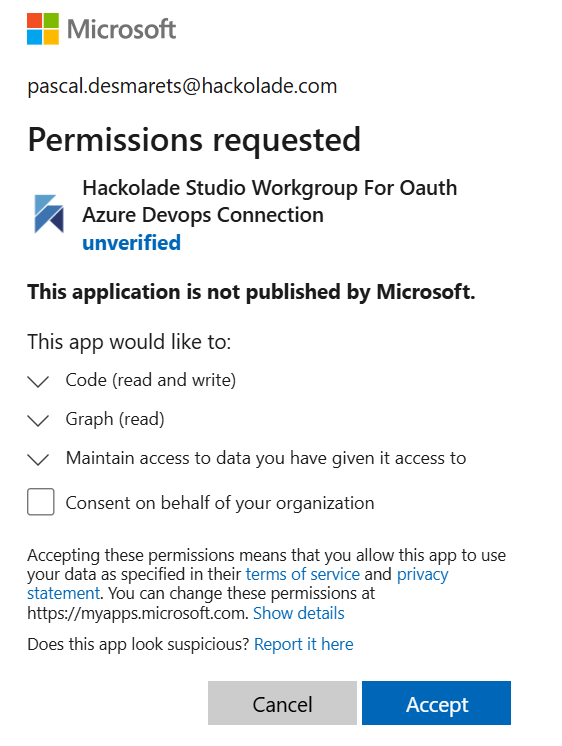 Microsoft
pascal.desmarets@hackolade.com
Permissions requested
Hackolade Studio Workgroup For Oauth
Azure Devops Connection
unverified
This application is not published by Microsoft.
This app would like to:
Code (read and write)
Graph (read)
Maintain access to data you have given it access to
Consent on behalf of your organization
Accepting these permissions means that you allow this app to use
your data as specified in their terms of service and privacy
statement. You can change these permissions at
https://myapps.microsoft.com. Show details
Does this app look suspicious? Report it here
Cancel Accept